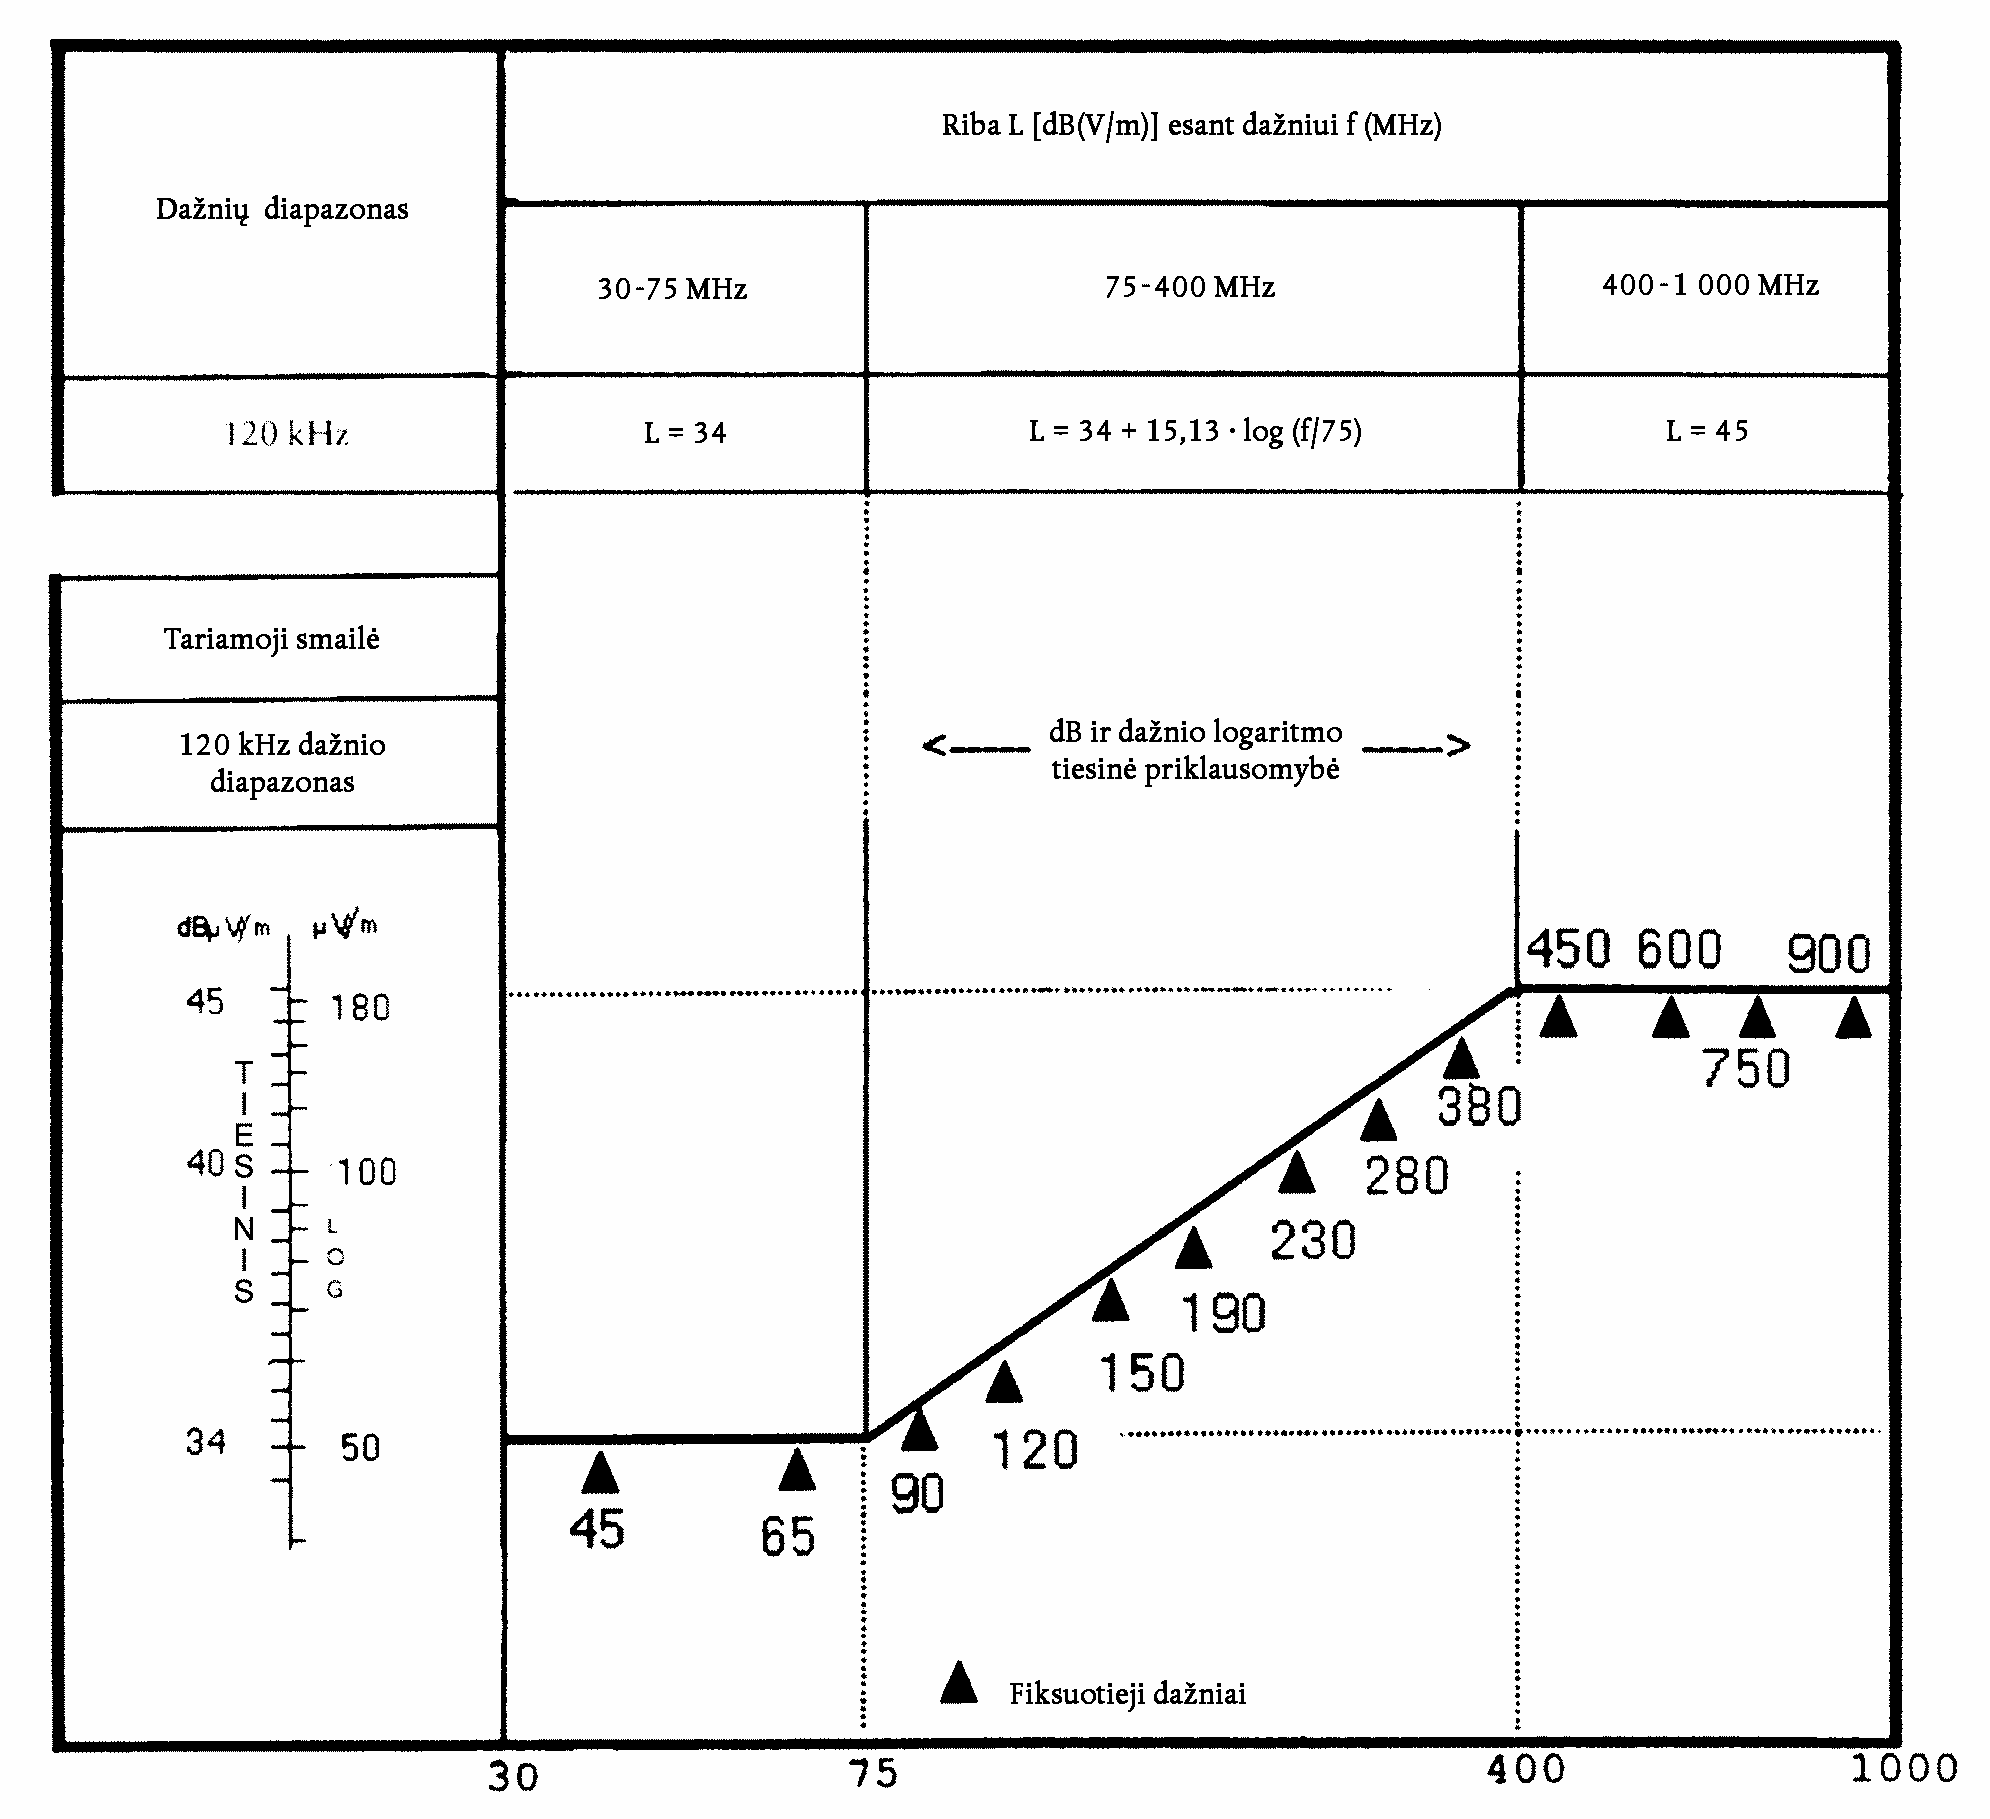 Riba L [dB(V/m)] esant dažniui f (MHz)
Dažnių diapazonas
30-75 MHz
75-400 MHz
400-1 000 MHz
120 kHz
L = 34
L = 34 + 15,13 · log (f/75)
L = 45
Tariamoji smailė
120 kHz dažnio
diapazonas
dB ir dažnio logaritmo
tiesinė priklausomybė
dBµV/m
µV/m
45
180
40
100
34
50
TIESINIS
LOG
450
600
900
750
380
280
230
190
150
120
90
65
45
Fiksuotieji dažniai
30
75
400
1000